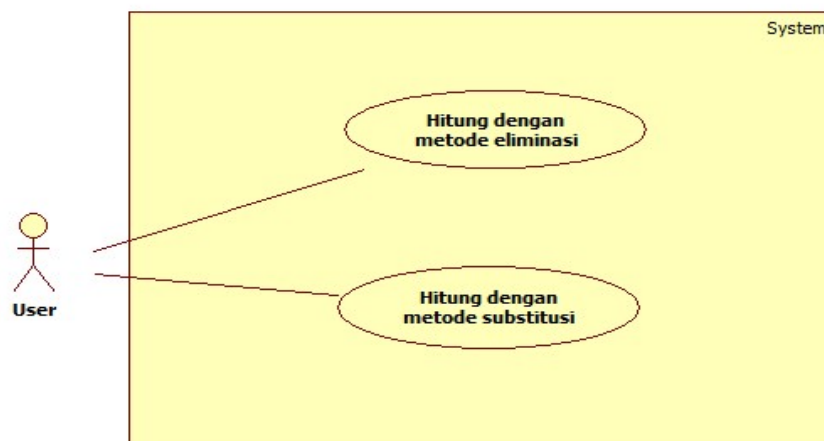 System
Hitung dengan
metode eliminasi
User
Hitung dengan
metode substitusi